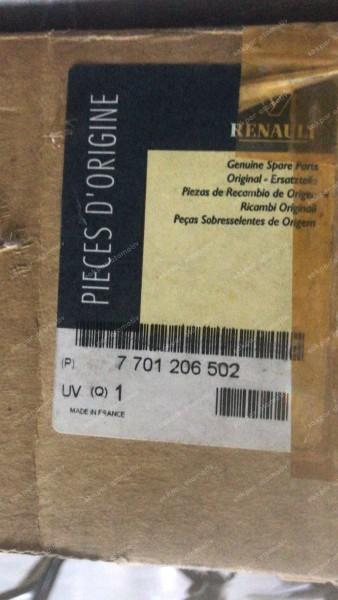 PIECES D'ORIGINE
RENAULT
Genuine Spare Parts
Original - Ersatzteile
Piezas de Recambio de Origen
Ricambi Originali
Peças Sobresselentes de Origem
(P) 7 701 206 502
UV (Q) 1
MADE IN FRANCE